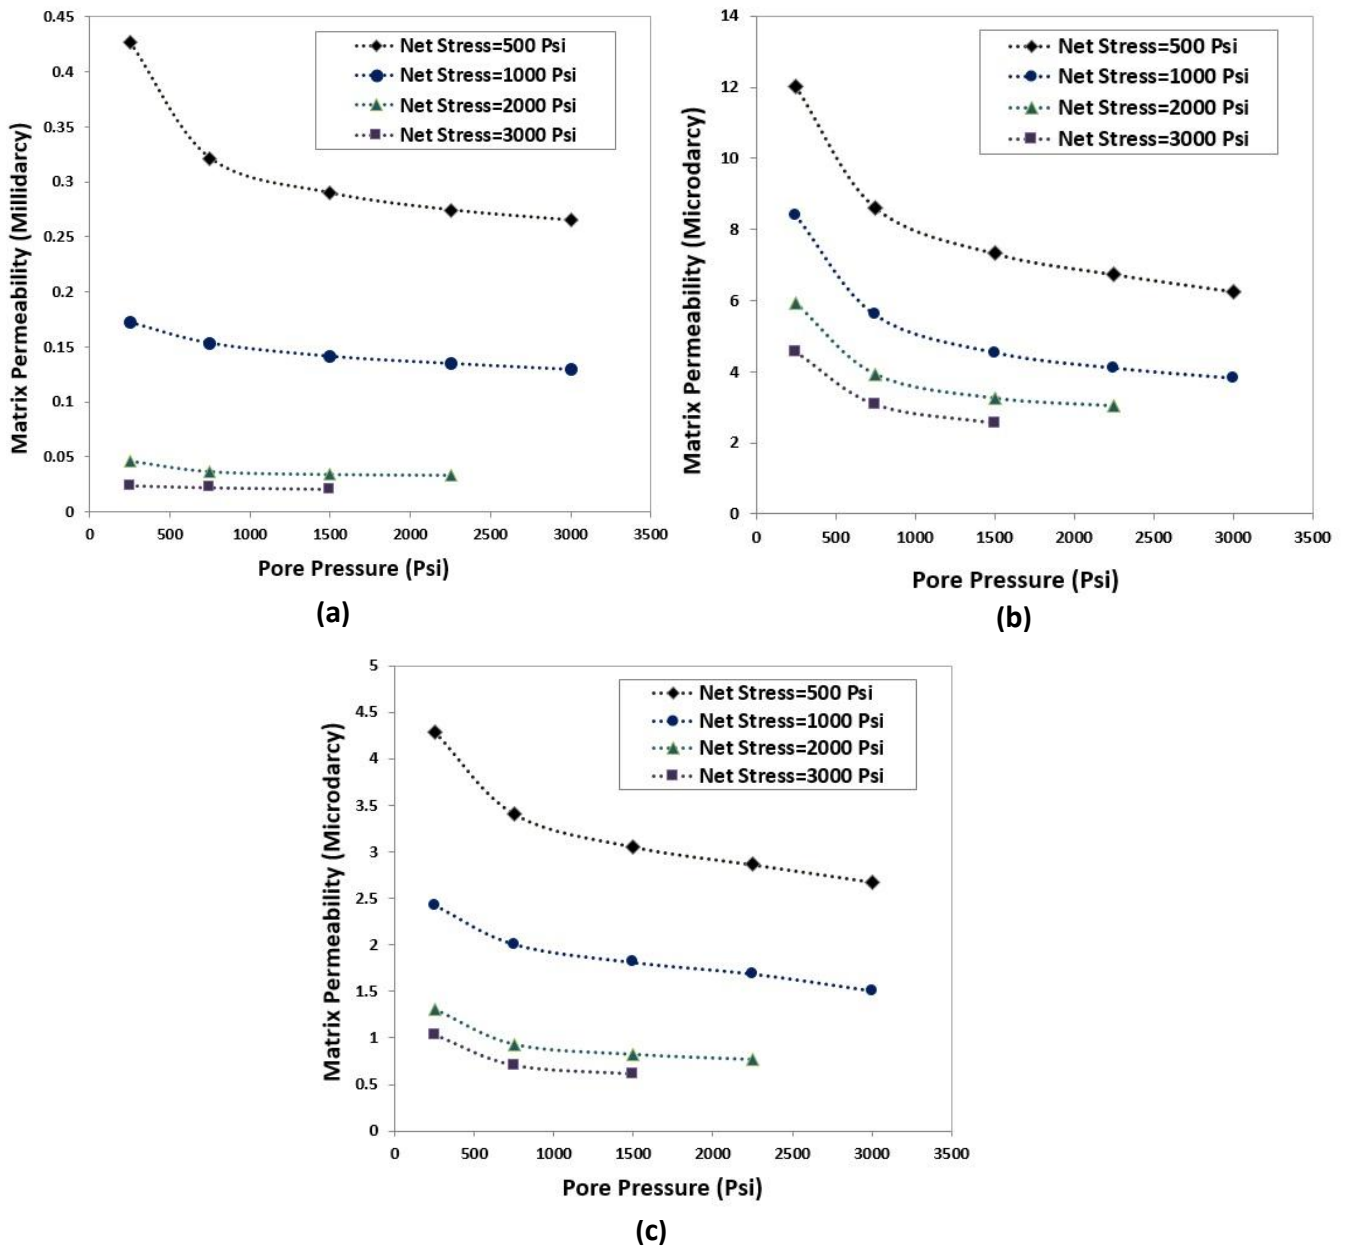 Matrix Permeability (Millidarcy)
0.45
0.4
0.35
0.3
0.25
0.2
0.15
0.1
0.05
0
Net Stress=500 Psi
Net Stress=1000 Psi
Net Stress=2000 Psi
Net Stress=3000 Psi
0 500 1000 1500 2000 2500 3000 3500
Pore Pressure (Psi)
(a)
Matrix Permeability (Microdarcy)
14
12
10
8
6
4
2
0
Net Stress=500 Psi
Net Stress=1000 Psi
Net Stress=2000 Psi
Net Stress=3000 Psi
0 500 1000 1500 2000 2500 3000 3500
Pore Pressure (Psi)
(b)
Matrix Permeability (Microdarcy)
5
4.5
4
3.5
3
2.5
2
1.5
1
0.5
0
Net Stress=500 Psi
Net Stress=1000 Psi
Net Stress=2000 Psi
Net Stress=3000 Psi
0 500 1000 1500 2000 2500 3000 3500
Pore Pressure (Psi)
(c)